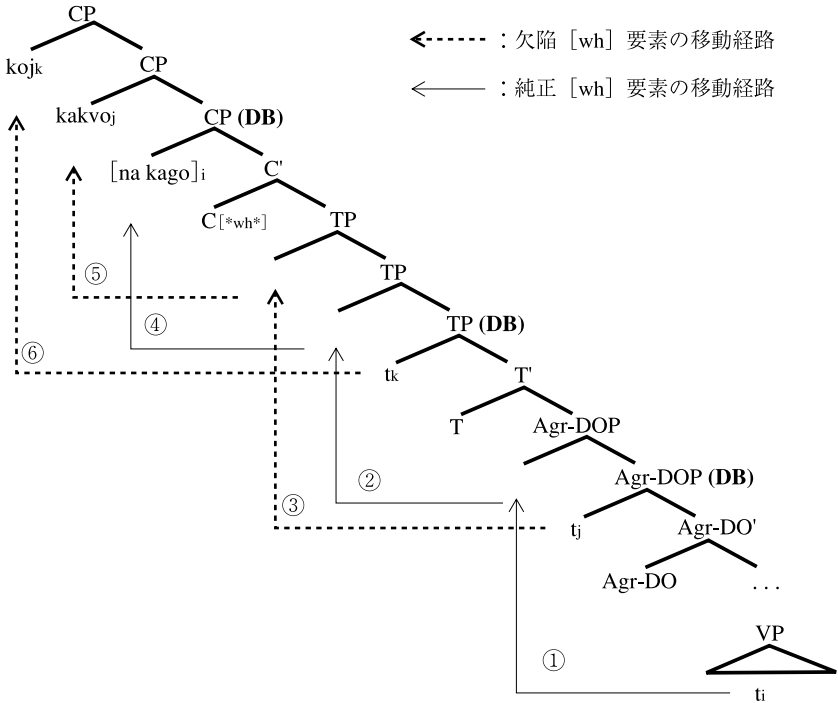 CP
kojk
CP
kakvoj
CP (DB)
[na kago]i
C'
C[*wh*]
TP
TP
TP (DB)
tk
T'
T
Agr-DOP
Agr-DOP (DB)
tj
Agr-DO'
Agr-DO
...
VP
ti
①
②
③
④
⑤
⑥
：欠陥［wh］要素の移動経路
：純正［wh］要素の移動経路